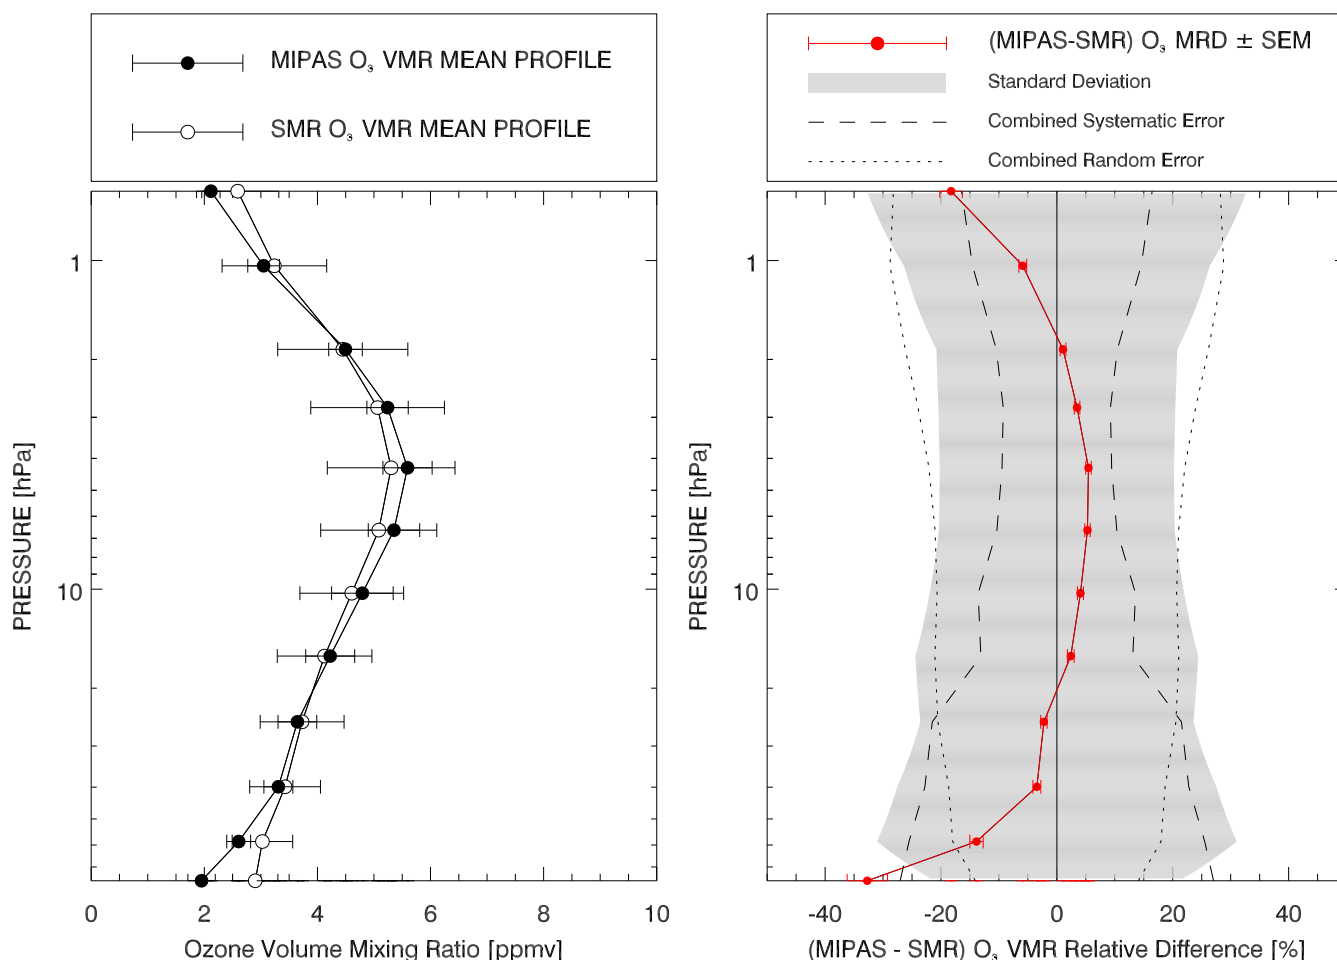 MIPAS O₃ VMR MEAN PROFILE
SMR O₃ VMR MEAN PROFILE
1
10
PRESSURE [hPa]
0 2 4 6 8 10
Ozone Volume Mixing Ratio [ppmv]
(MIPAS-SMR) O₃ MRD ± SEM
Standard Deviation
Combined Systematic Error
Combined Random Error
1
10
PRESSURE [hPa]
-40 -20 0 20 40
(MIPAS - SMR) O₃ VMR Relative Difference [%]